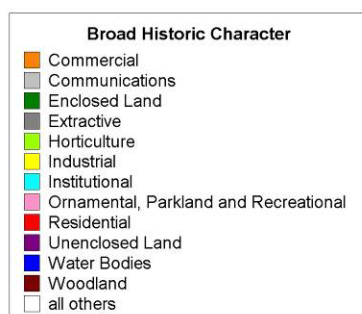 Broad Historic Character
Commercial
Communications
Enclosed Land
Extractive
Horticulture
Industrial
Institutional
Ornamental, Parkland and Recreational
Residential
Unenclosed Land
Water Bodies
Woodland
all others